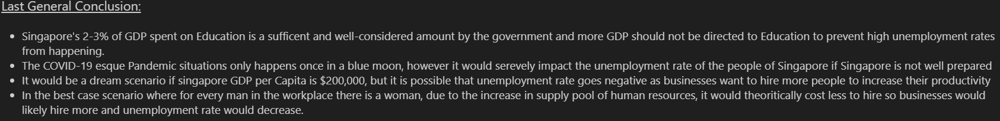 Last General Conclusion:
• Singapore's 2-3% of GDP spent on Education is a sufficent and well-considered amount by the government and more GDP should not be directed to Education to prevent high unemployment rates
from happening.
• The COVID-19 esque Pandemic situations only happens once in a blue moon, however it would serevely impact the unemployment rate of the people of Singapore if Singapore is not well prepared
• It would be a dream scenario if singapore GDP per Capita is $200,000, but it is possible that unemployment rate goes negative as businesses want to hire more people to increase their productivity
• In the best case scenario where for every man in the workplace there is a woman, due to the increase in supply pool of human resources, it would theoritically cost less to hire so businesses would
likely hire more and unemployment rate would decrease.